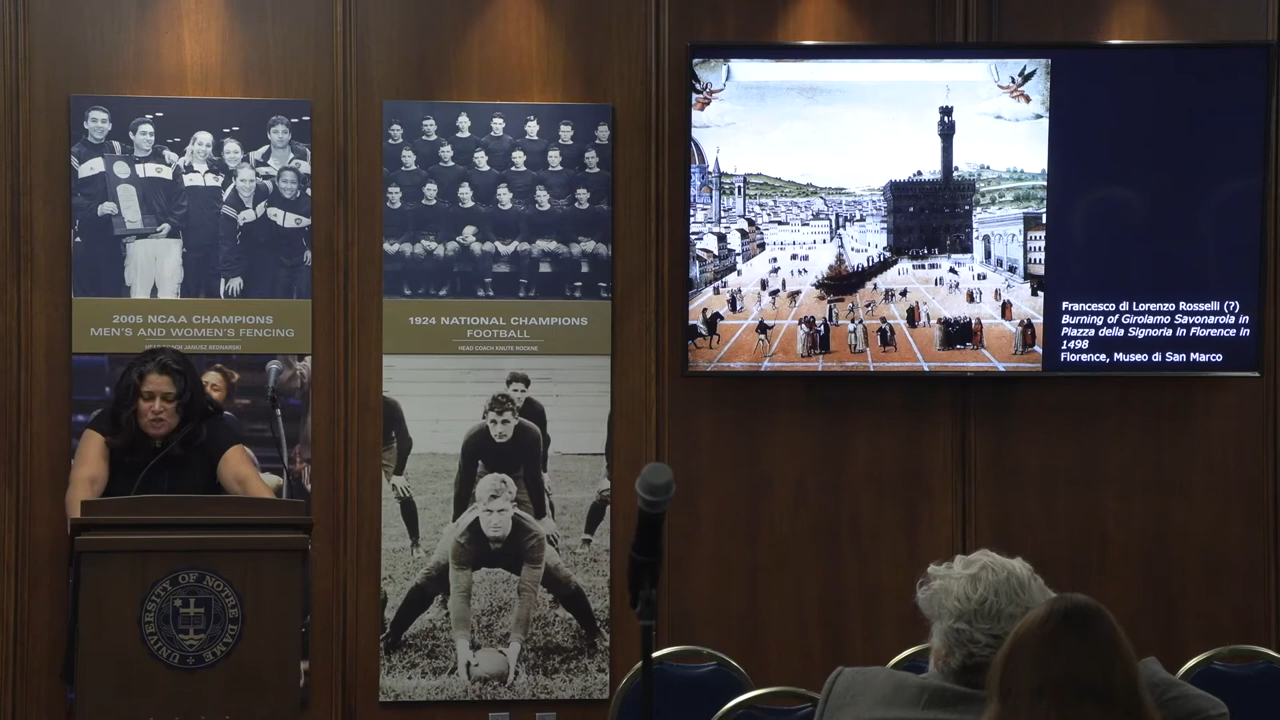 2005 NCAA CHAMPIONS
MEN'S AND WOMEN'S FENCING
HEAD COACH JANUSZ BEDNARSKI
1924 NATIONAL CHAMPIONS
FOOTBALL
HEAD COACH KNUTE ROCKNE
Francesco di Lorenzo Rosselli (?)
Burning of Girolamo Savonarola in
Piazza della Signoria in Florence in
1498
Florence, Museo di San Marco
UNIVERSITY OF NOTRE DAME